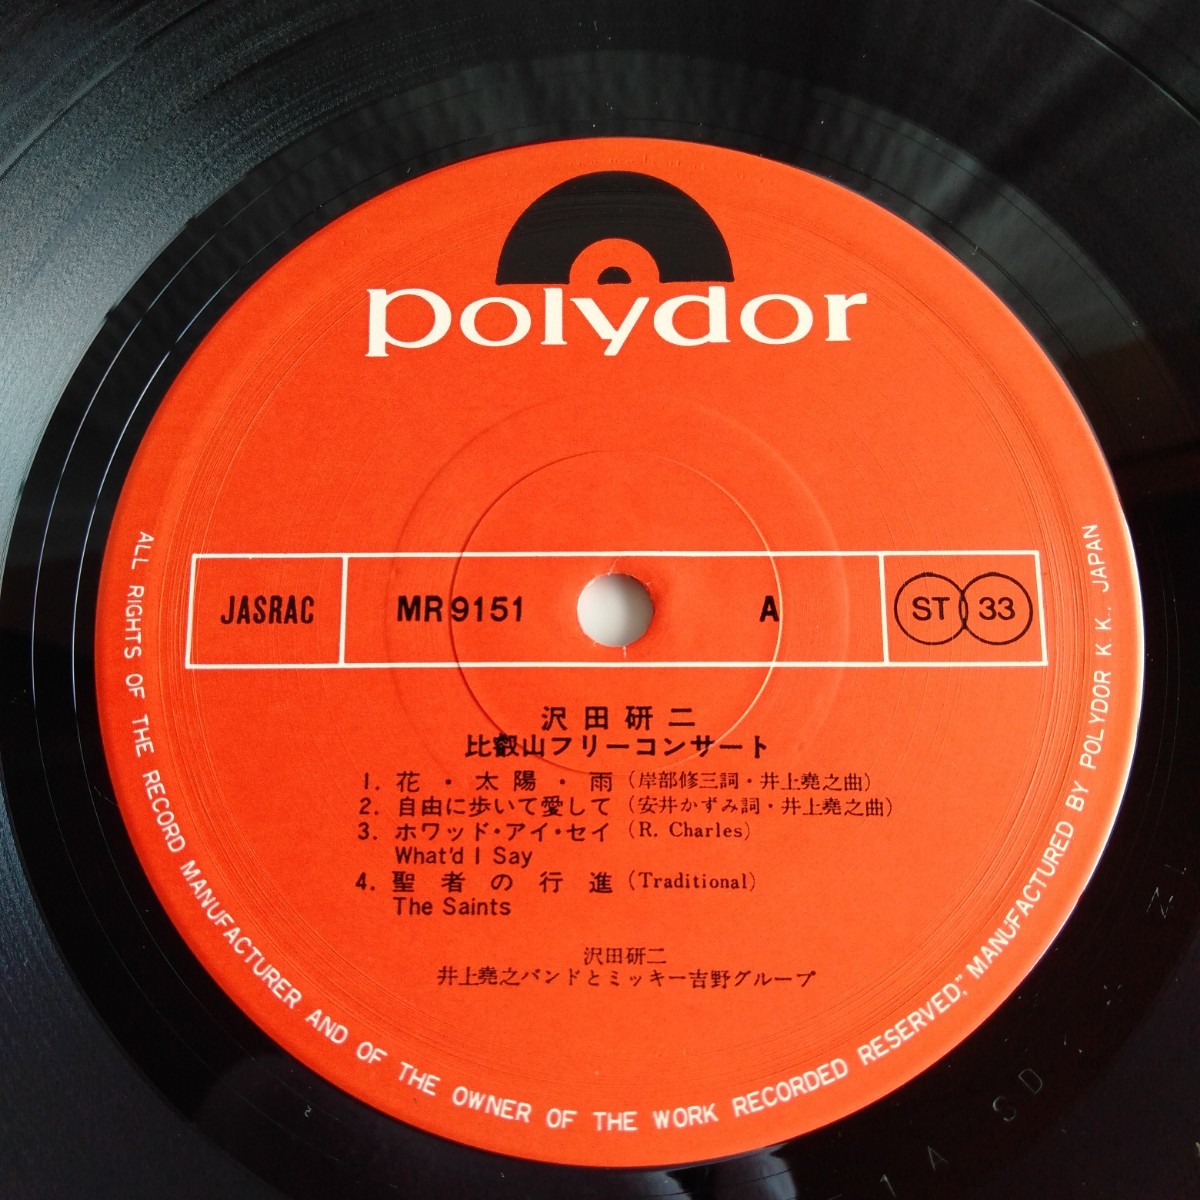 polydor
JASRAC MR 9151 A ST 33
沢田研二
比叡山フリーコンサート
1. 花・太陽・雨 (岸部修三詞・井上堯之曲)
2. 自由に歩いて愛して (安井かずみ詞・井上堯之曲)
3. ホワッド・アイ・セイ (R. Charles)
What'd I Say
4. 聖者の行進 (Traditional)
The Saints
沢田研二
井上堯之バンドとミッキー吉野グループ
ALL RIGHTS OF THE RECORD MANUFACTURER AND OF THE OWNER OF THE WORK RECORDED RESERVED," MANUFACTURED BY POLYDOR K.K., JAPAN